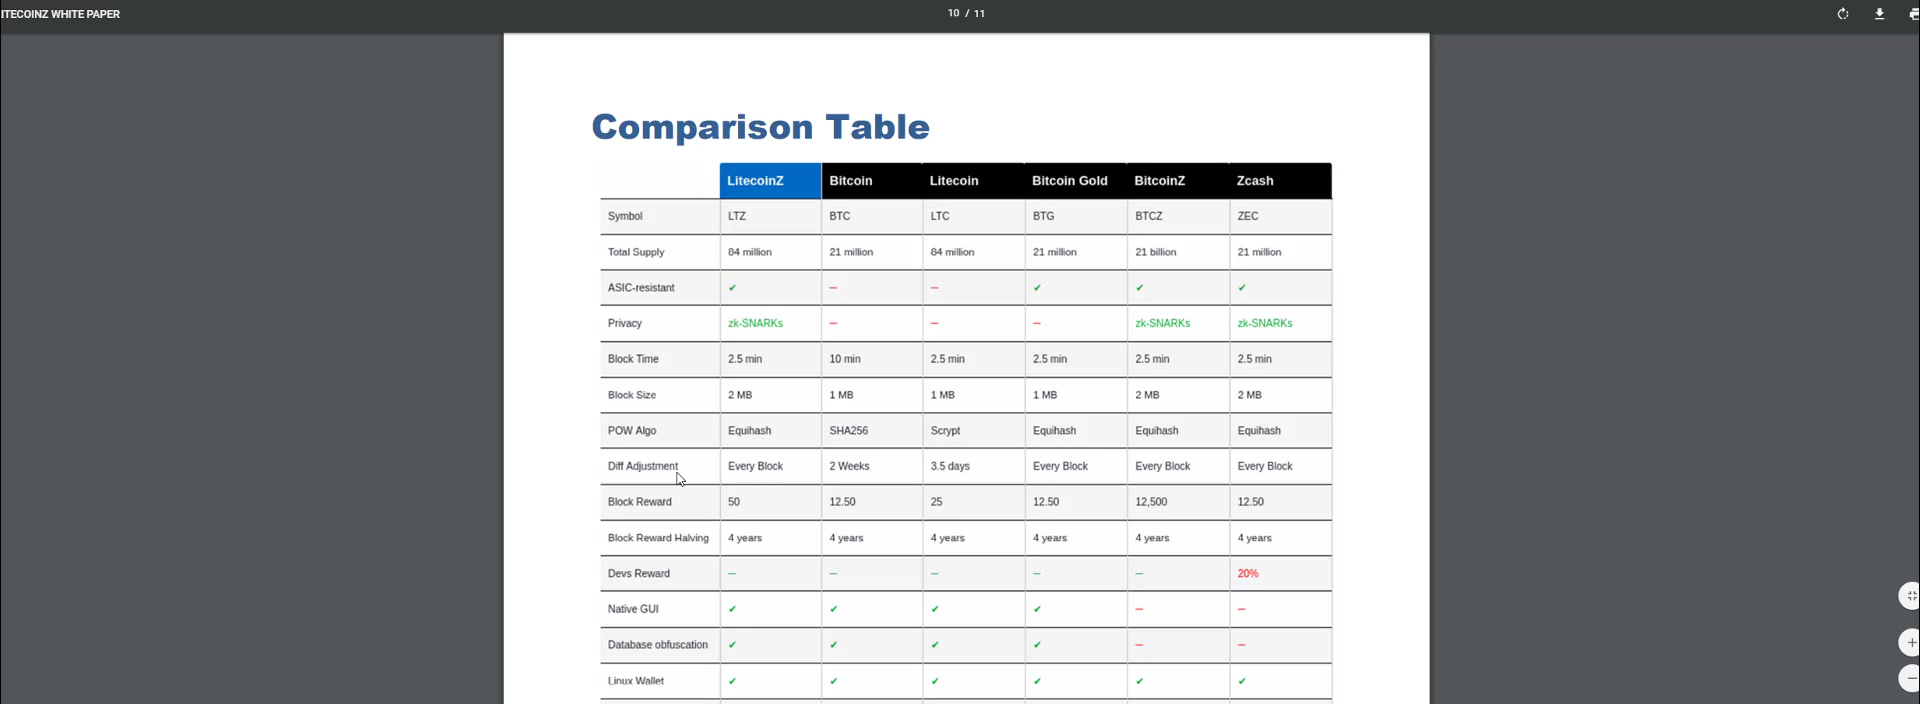 ITECOINZ WHITE PAPER 10 / 11
Comparison Table
LitecoinZ Bitcoin Litecoin Bitcoin Gold BitcoinZ Zcash
Symbol LTZ BTC LTC BTG BTCZ ZEC
Total Supply 84 million 21 million 84 million 21 million 21 billion 21 million
ASIC-resistant ✔ – – ✔ ✔ ✔
Privacy zk-SNARKs – – – zk-SNARKs zk-SNARKs
Block Time 2.5 min 10 min 2.5 min 2.5 min 2.5 min 2.5 min
Block Size 2 MB 1 MB 1 MB 1 MB 2 MB 2 MB
POW Algo Equihash SHA256 Scrypt Equihash Equihash Equihash
Diff Adjustment Every Block 2 Weeks 3.5 days Every Block Every Block Every Block
Block Reward 50 12.50 25 12.50 12,500 12.50
Block Reward Halving 4 years 4 years 4 years 4 years 4 years 4 years
Devs Reward – – – – – 20%
Native GUI ✔ ✔ ✔ ✔ – –
Database obfuscation ✔ ✔ ✔ ✔ – –
Linux Wallet ✔ ✔ ✔ ✔ ✔ ✔